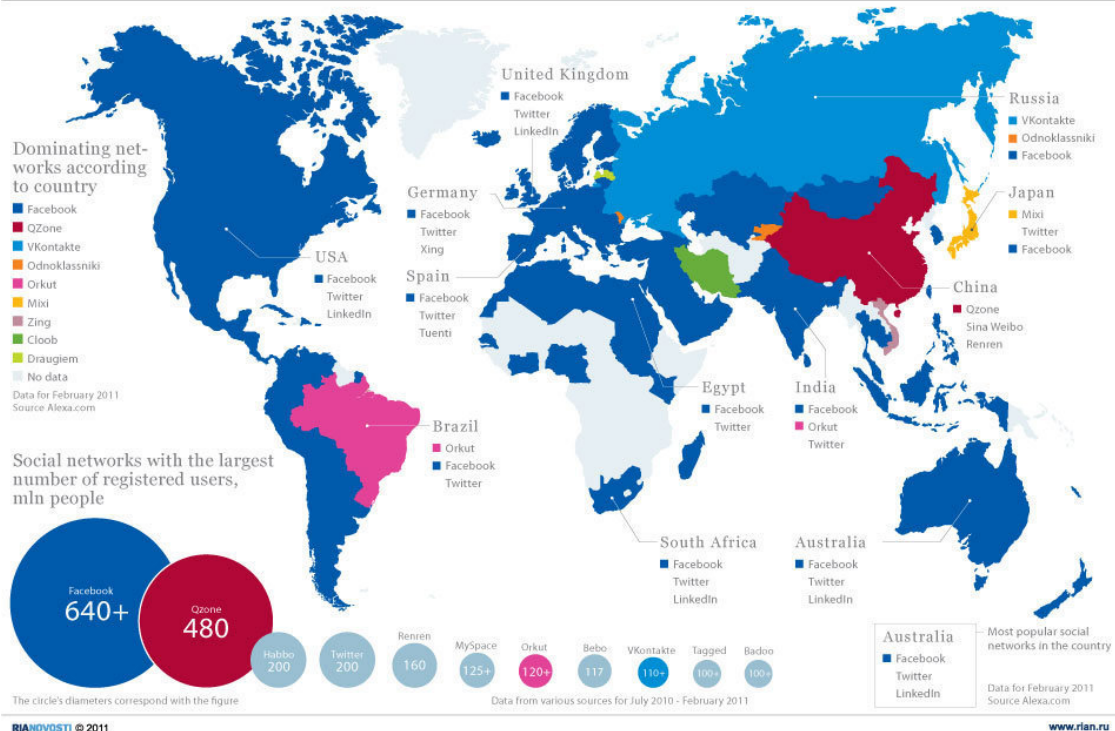 Dominating net-
works according
to country
Facebook
QZone
VKontakte
Odnoklassniki
Orkut
Mixi
Zing
Cloob
Draugiem
No data
Data for February 2011
Source Alexa.com
USA
Facebook
Twitter
LinkedIn
United Kingdom
Facebook
Twitter
LinkedIn
Germany
Facebook
Twitter
Xing
Spain
Facebook
Twitter
Tuenti
Russia
VKontakte
Odnoklassniki
Facebook
Japan
Mixi
Twitter
Facebook
China
Qzone
Sina Weibo
Renren
Egypt
Facebook
Twitter
India
Facebook
Orkut
Twitter
Brazil
Orkut
Facebook
Twitter
South Africa
Facebook
Twitter
LinkedIn
Australia
Facebook
Twitter
LinkedIn
Social networks with the largest
number of registered users,
mln people
Facebook
640+
Qzone
480
Habbo
200
Twitter
200
Renren
160
MySpace
125+
Orkut
120+
Bebo
117
VKontakte
110+
Tagged
100+
Badoo
100+
The circle's diameters correspond with the figure
Data from various sources for July 2010 - February 2011
Australia
Facebook
Twitter
LinkedIn
Most popular social
networks in the country
Data for February 2011
Source Alexa.com
RIANOVOSTI © 2011
www.rian.ru